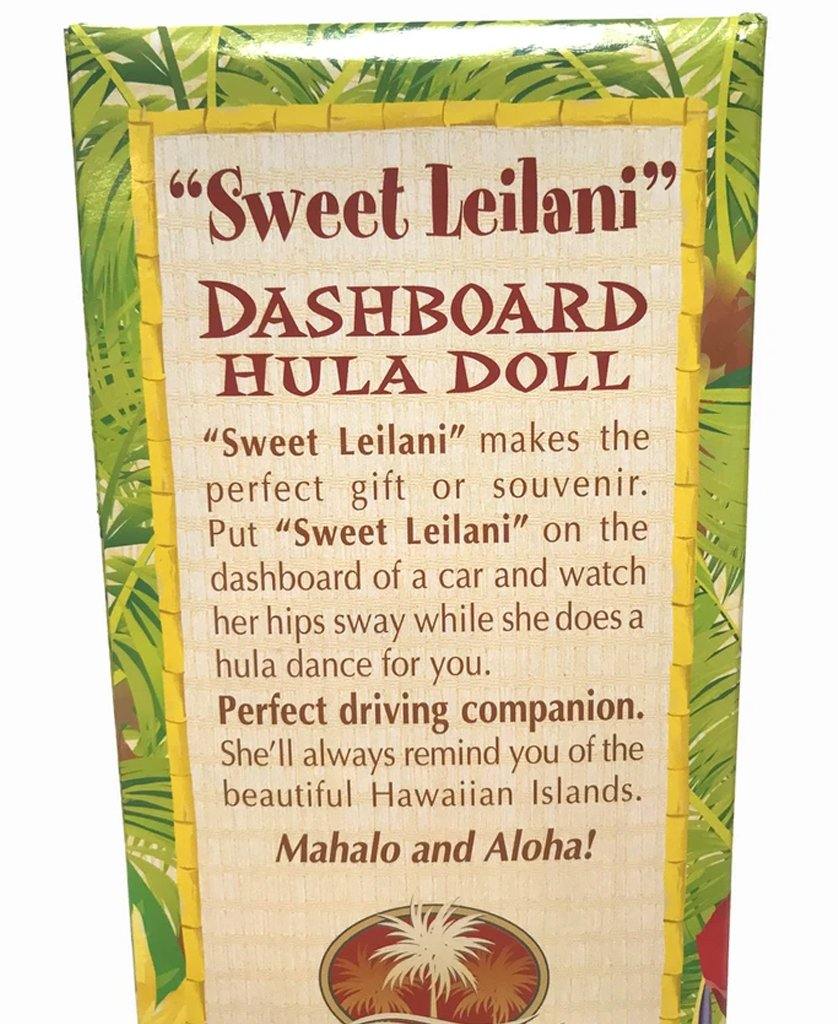 “Sweet Leilani”
DASHBOARD
HULA DOLL
“Sweet Leilani” makes the
perfect gift or souvenir.
Put “Sweet Leilani” on the
dashboard of a car and watch
her hips sway while she does a
hula dance for you.
Perfect driving companion.
She’ll always remind you of the
beautiful Hawaiian Islands.
Mahalo and Aloha!